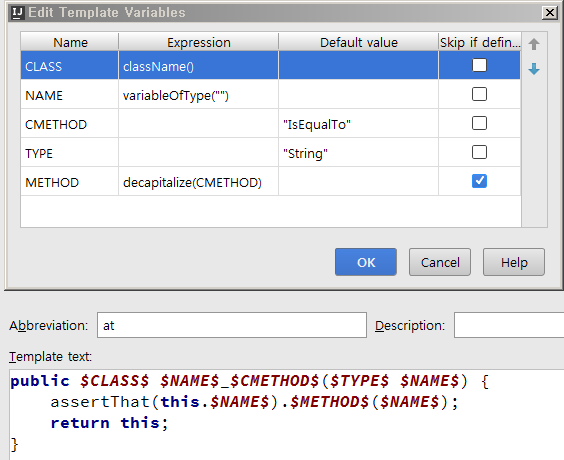 IJ Edit Template Variables
Name Expression Default value Skip if defin...
CLASS className()
NAME variableOfType("")
CMETHOD "IsEqualTo"
TYPE "String"
METHOD decapitalize(CMETHOD)
OK Cancel Help
Abbreviation: at Description:
Template text:
public $CLASS$ $NAME$_$CMETHOD$($TYPE$ $NAME$) {
    assertThat(this.$NAME$).$METHOD$($NAME$);
    return this;
}